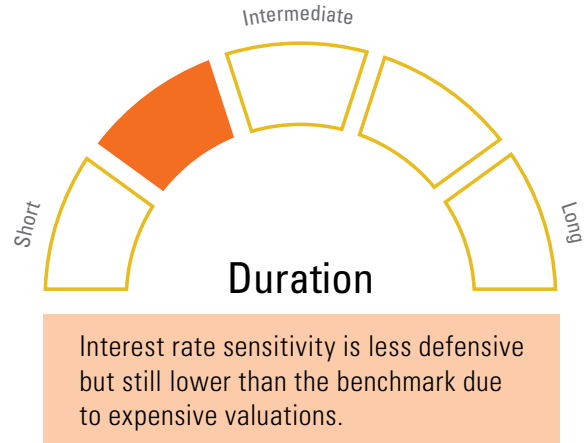 Intermediate
Short
Long
Duration
Interest rate sensitivity is less defensive
but still lower than the benchmark due
to expensive valuations.